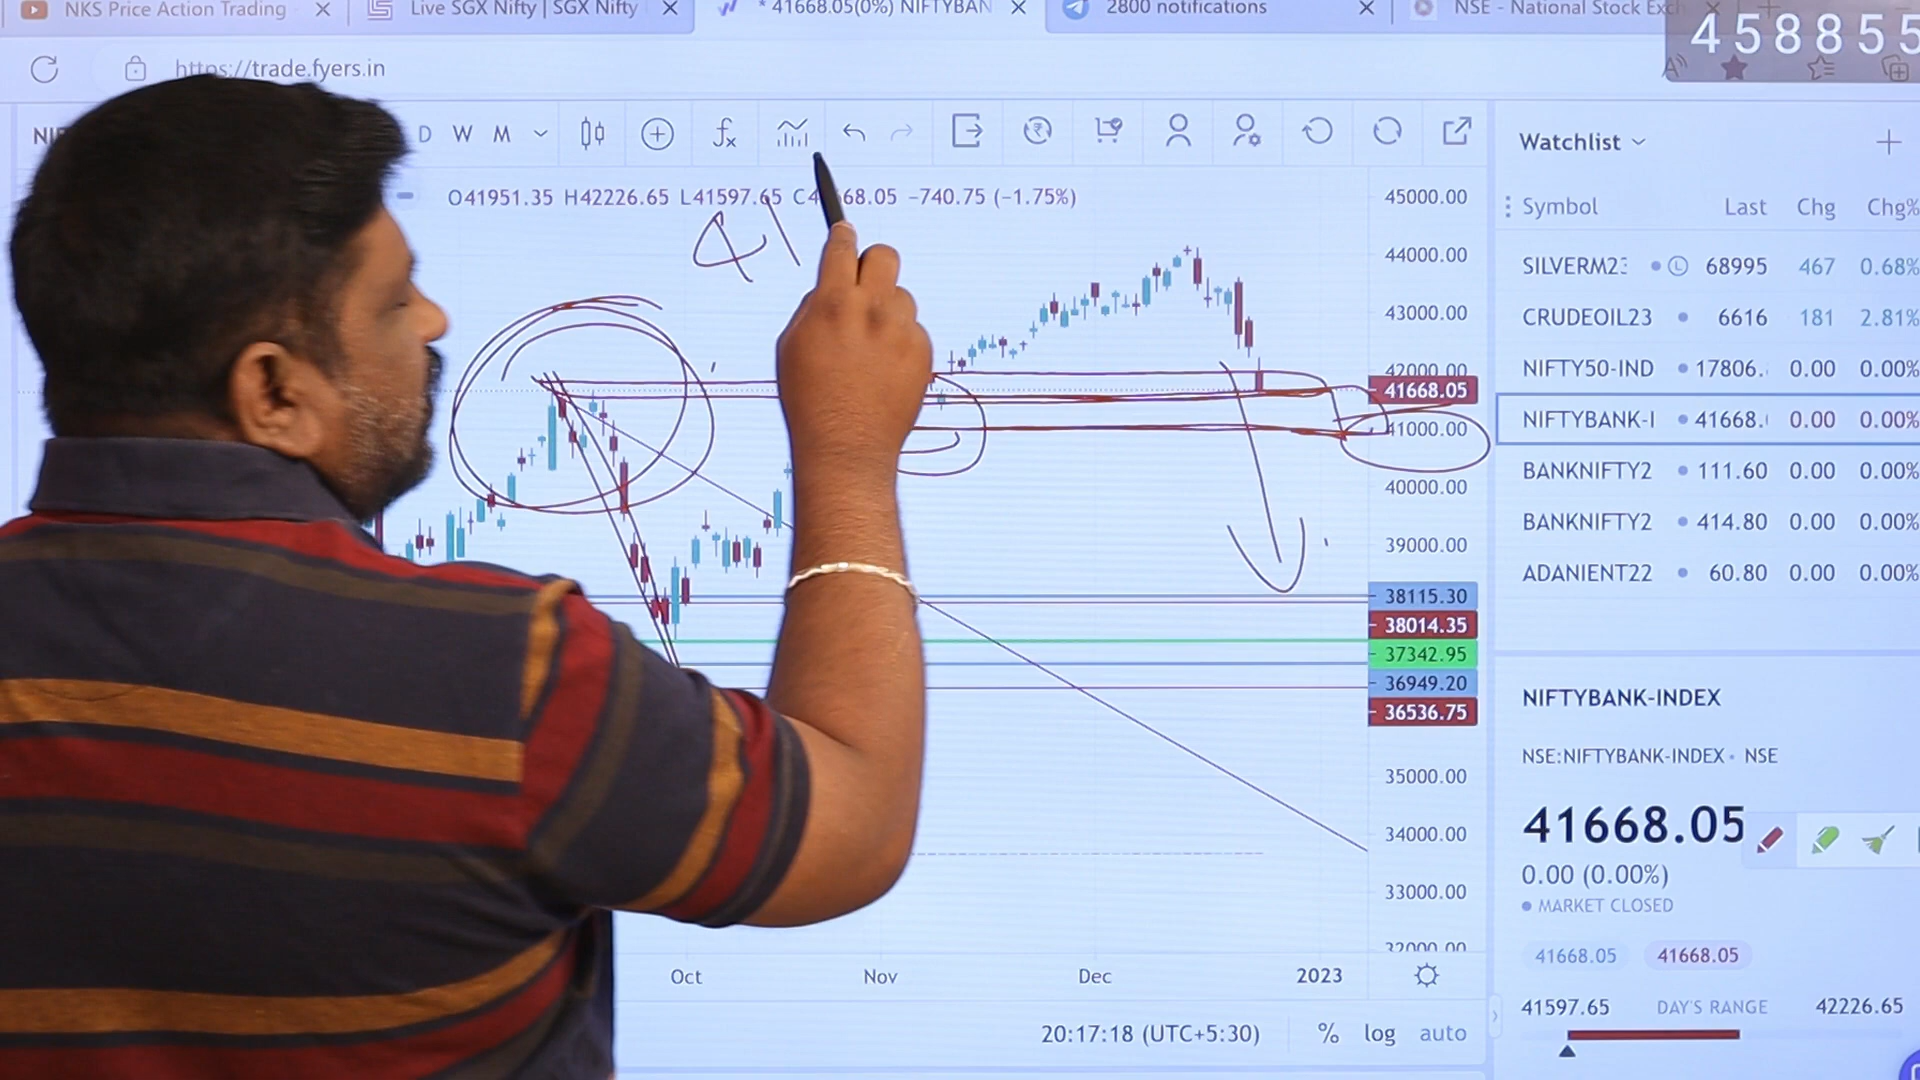 NKS Price Action Trading
Live SGX Nifty | SGX Nifty
* 41668.05(0%) NIFTYBAN
2800 notifications
NSE - National Stock Exch
458855
https://trade.fyers.in
D W M
O41951.35 H42226.65 L41597.65 68.05 −740.75 (−1.75%)
41
45000.00
44000.00
43000.00
42000.00
41668.05
41000.00
40000.00
39000.00
38115.30
38014.35
37342.95
36949.20
36536.75
35000.00
34000.00
33000.00
32000.00
Oct Nov Dec 2023
20:17:18 (UTC+5:30) % log auto
Watchlist
Symbol Last Chg Chg%
SILVERM23 L 68995 467 0.68%
CRUDEOIL23 6616 181 2.81%
NIFTY50-IND 17806. 0.00 0.00%
NIFTYBANK-I 41668. 0.00 0.00%
BANKNIFTY2 111.60 0.00 0.00%
BANKNIFTY2 414.80 0.00 0.00%
ADANIENT22 60.80 0.00 0.00%
NIFTYBANK-INDEX
NSE:NIFTYBANK-INDEX • NSE
41668.05
0.00 (0.00%)
MARKET CLOSED
41668.05 41668.05
41597.65 DAY'S RANGE 42226.65